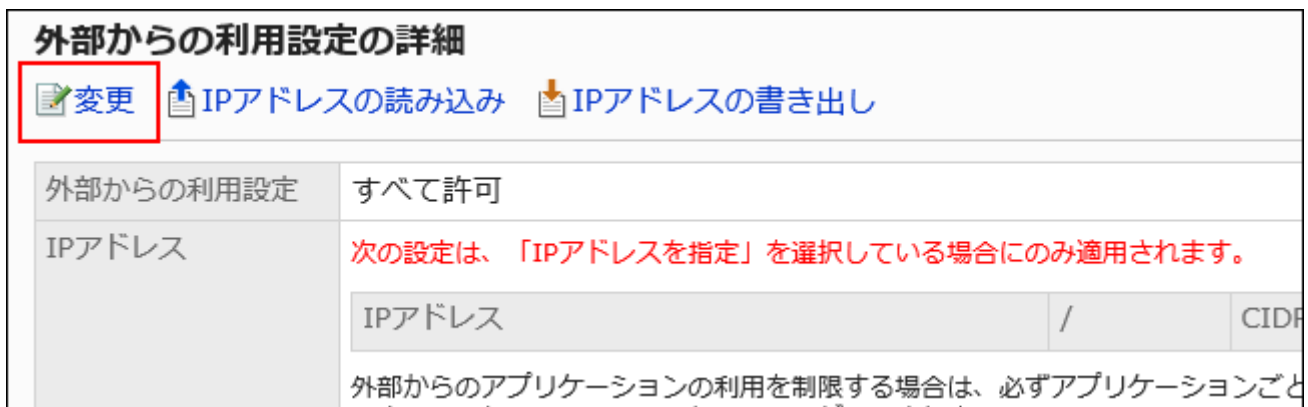 外部からの利用設定の詳細
変更 IPアドレスの読み込み IPアドレスの書き出し
外部からの利用設定 すべて許可
IPアドレス 次の設定は、「IPアドレスを指定」を選択している場合にのみ適用されます。
IPアドレス / CIDR
外部からのアプリケーションの利用を制限する場合は、必ずアプリケーションごと